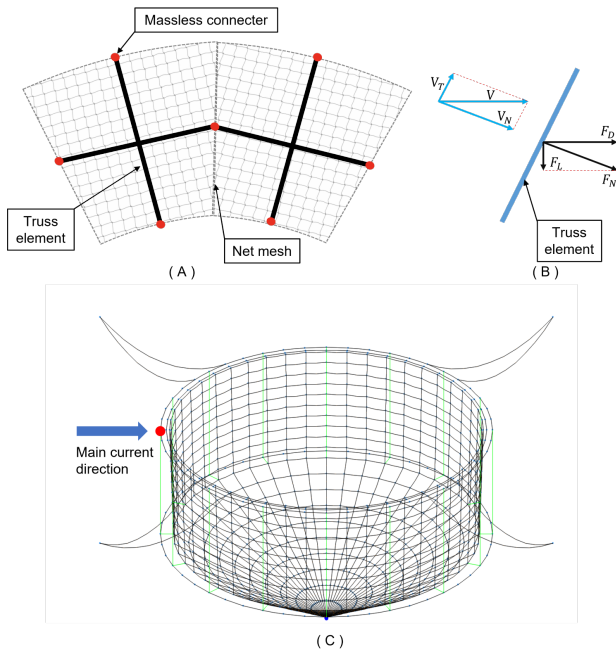 Massless connecter
Truss
element
Net mesh
( A )
V_T
V
V_N
F_D
F_L
F_N
Truss
element
( B )
Main current
direction
( C )